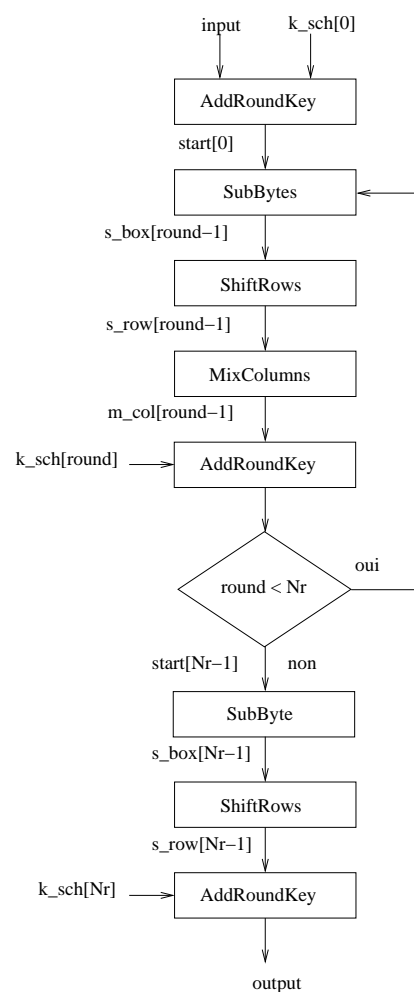 input
k_sch[0]
AddRoundKey
start[0]
SubBytes
s_box[round−1]
ShiftRows
s_row[round−1]
MixColumns
m_col[round−1]
k_sch[round]
AddRoundKey
oui
round < Nr
start[Nr−1]
non
SubByte
s_box[Nr−1]
ShiftRows
s_row[Nr−1]
k_sch[Nr]
AddRoundKey
output